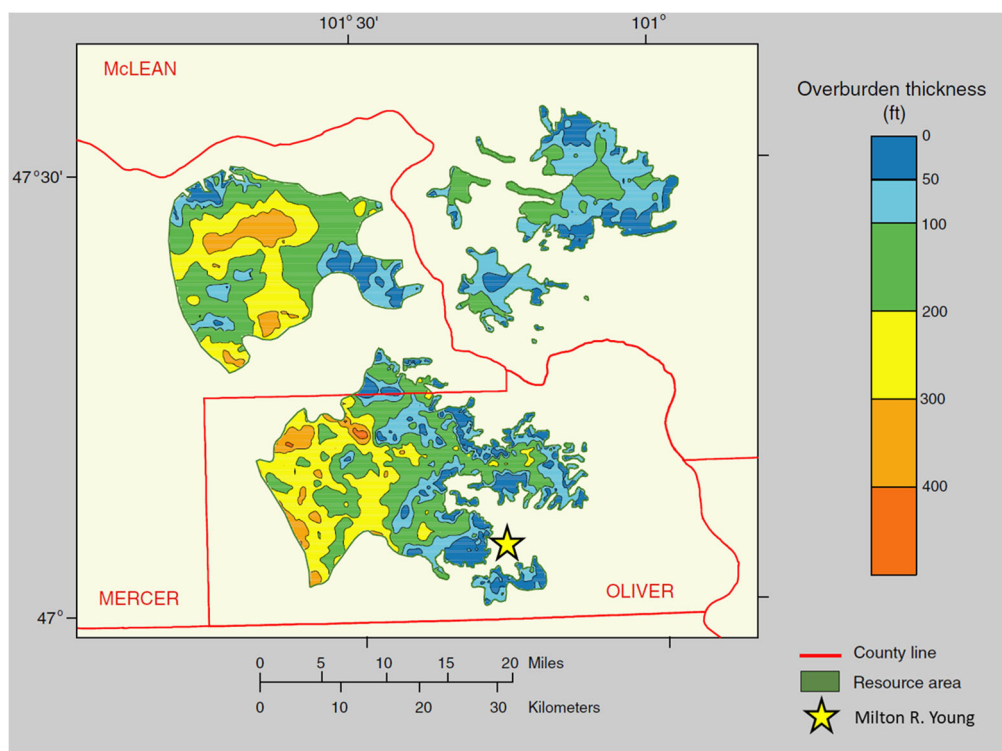 101° 30'
101°
McLEAN
47°30'
MERCER
OLIVER
47°
0 5 10 15 20 Miles
0 10 20 30 Kilometers
Overburden thickness
(ft)
0
50
100
200
300
400
County line
Resource area
Milton R. Young